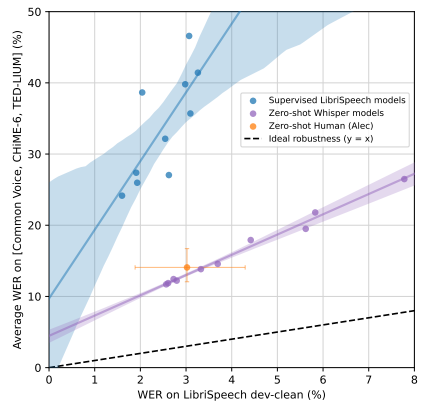 50
40
30
20
10
0
Average WER on [Common Voice, CHiME-6, TED-LIUM] (%)
Supervised LibriSpeech models
Zero-shot Whisper models
Zero-shot Human (Alec)
Ideal robustness (y = x)
0 1 2 3 4 5 6 7 8
WER on LibriSpeech dev-clean (%)